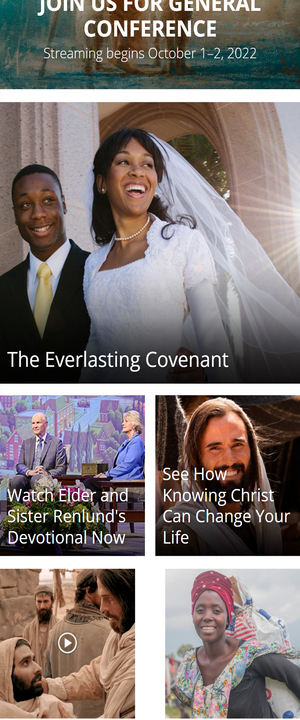 JOIN US FOR GENERAL
CONFERENCE
Streaming begins October 1–2, 2022
The Everlasting Covenant
Watch Elder and
Sister Renlund's
Devotional Now
See How
Knowing Christ
Can Change Your
Life